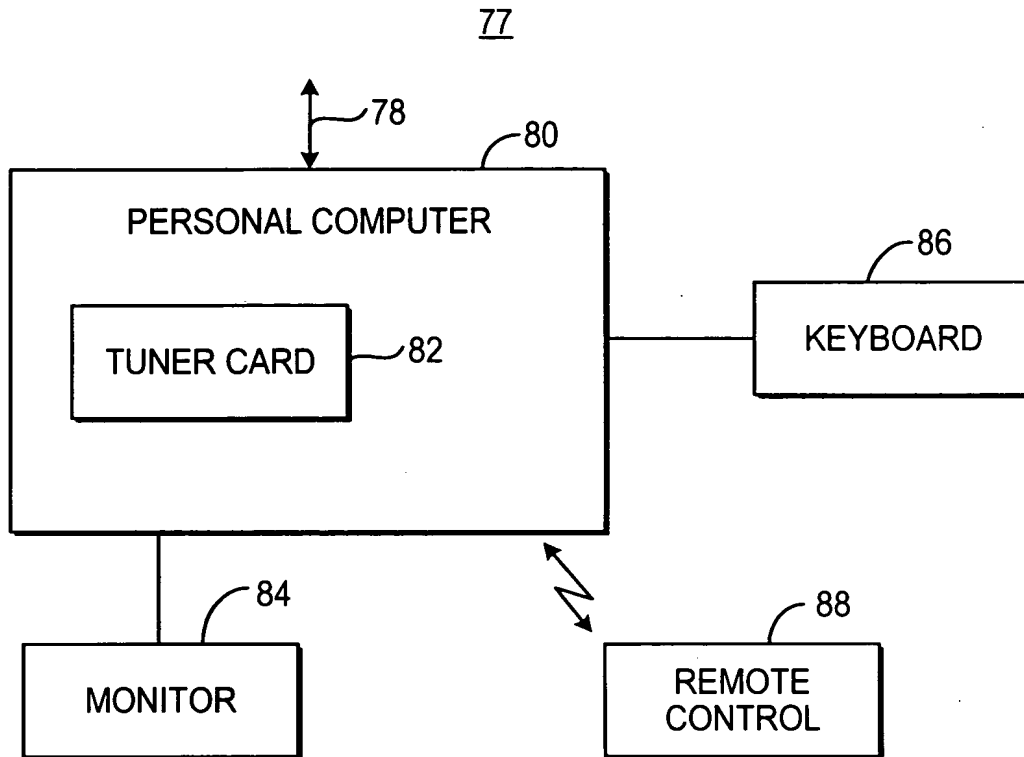 77
78
80
PERSONAL COMPUTER
86
KEYBOARD
TUNER CARD
82
84
MONITOR
88
REMOTE
CONTROL